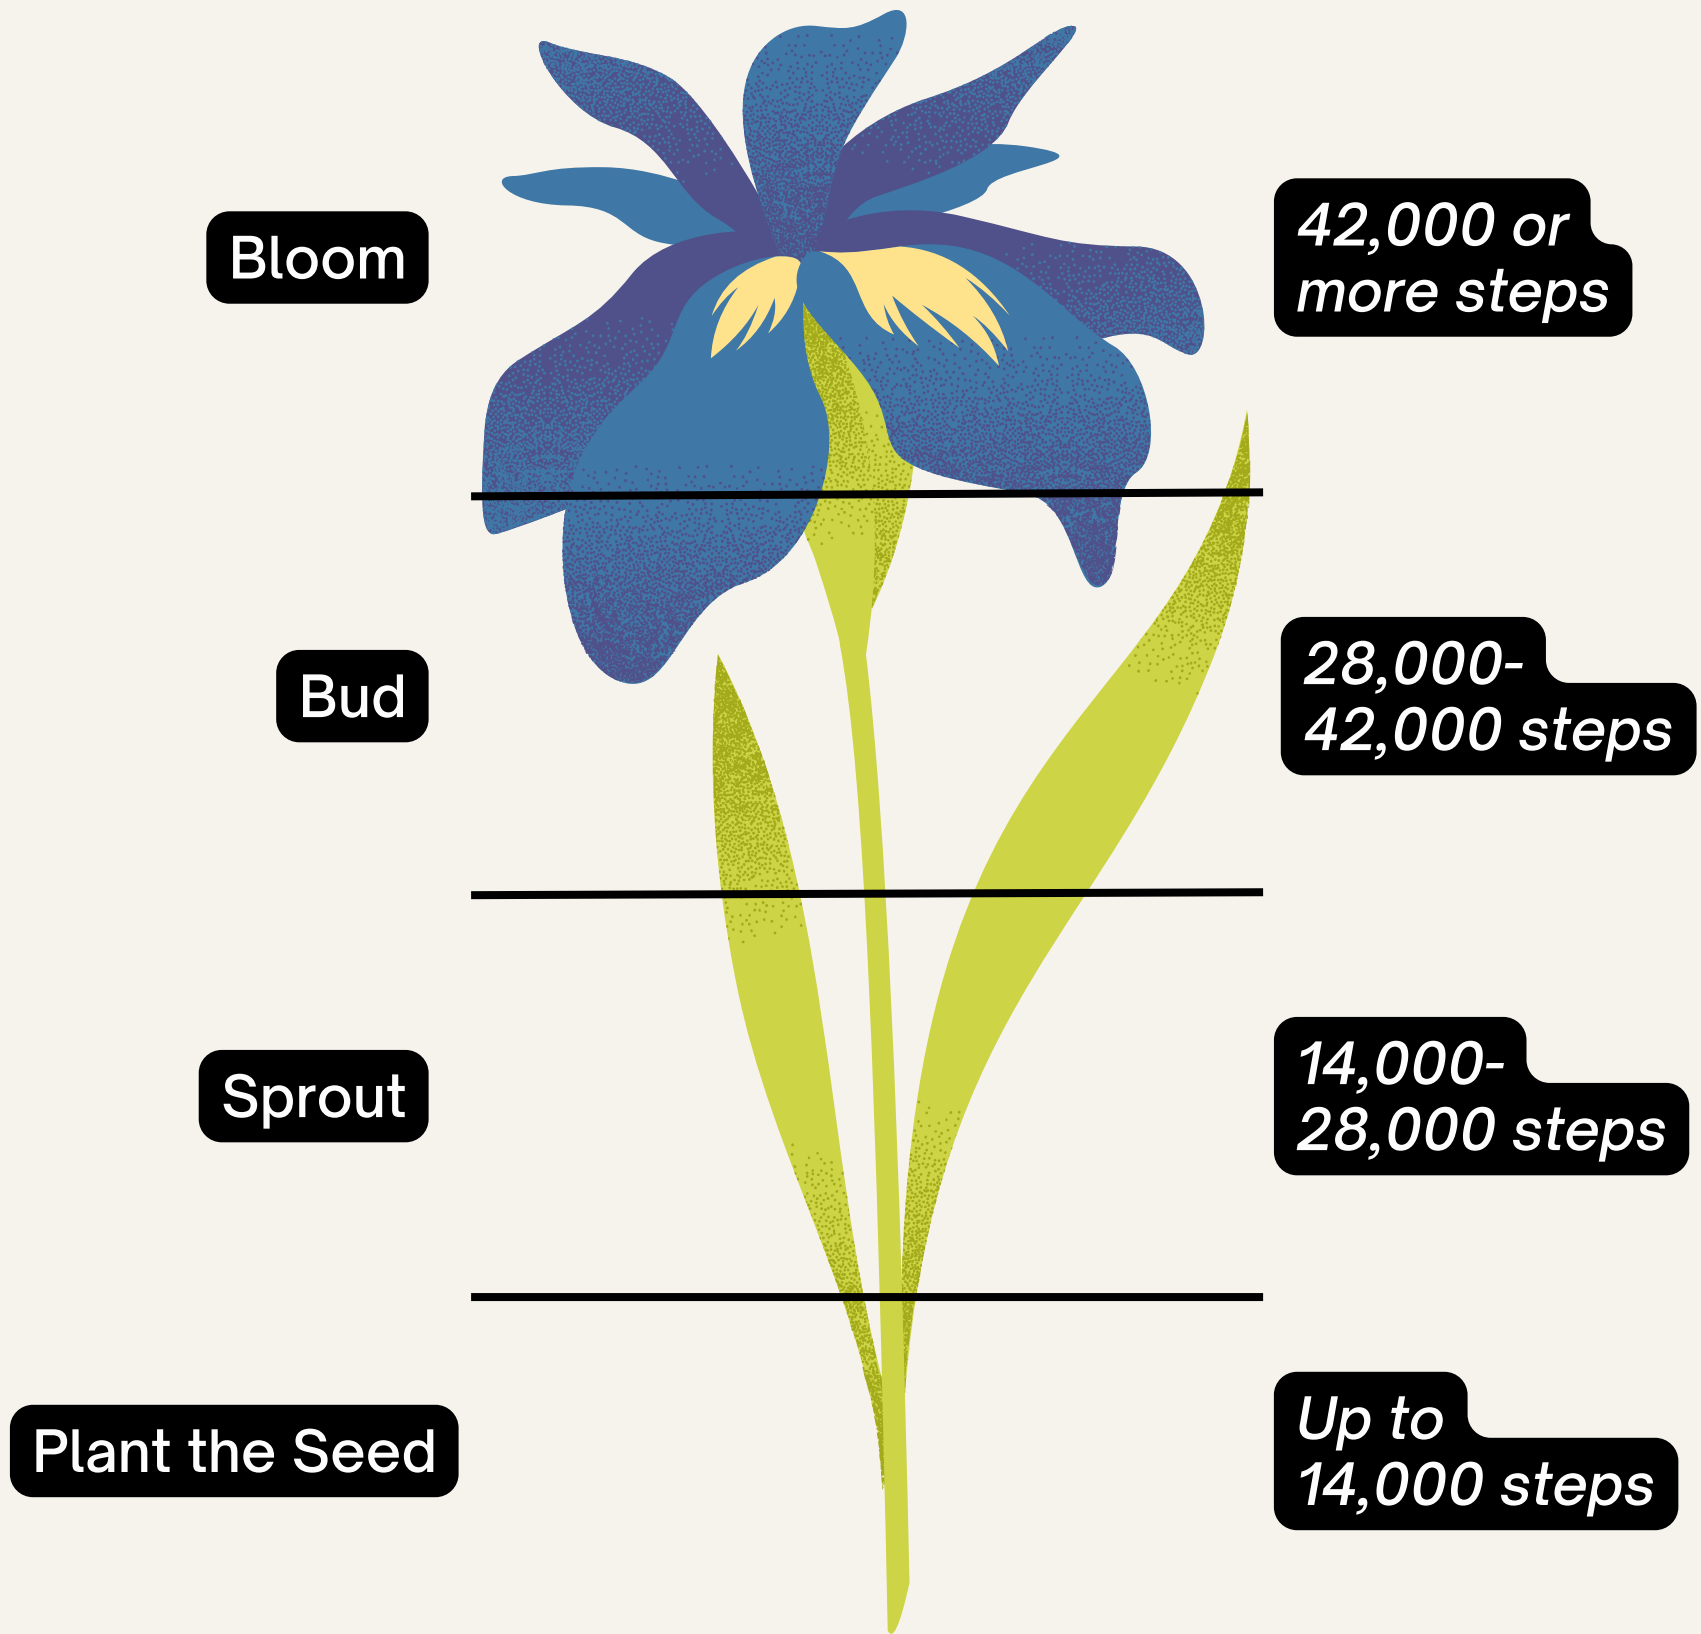 Bloom
42,000 or
more steps
Bud
28,000-
42,000 steps
Sprout
14,000-
28,000 steps
Plant the Seed
Up to
14,000 steps